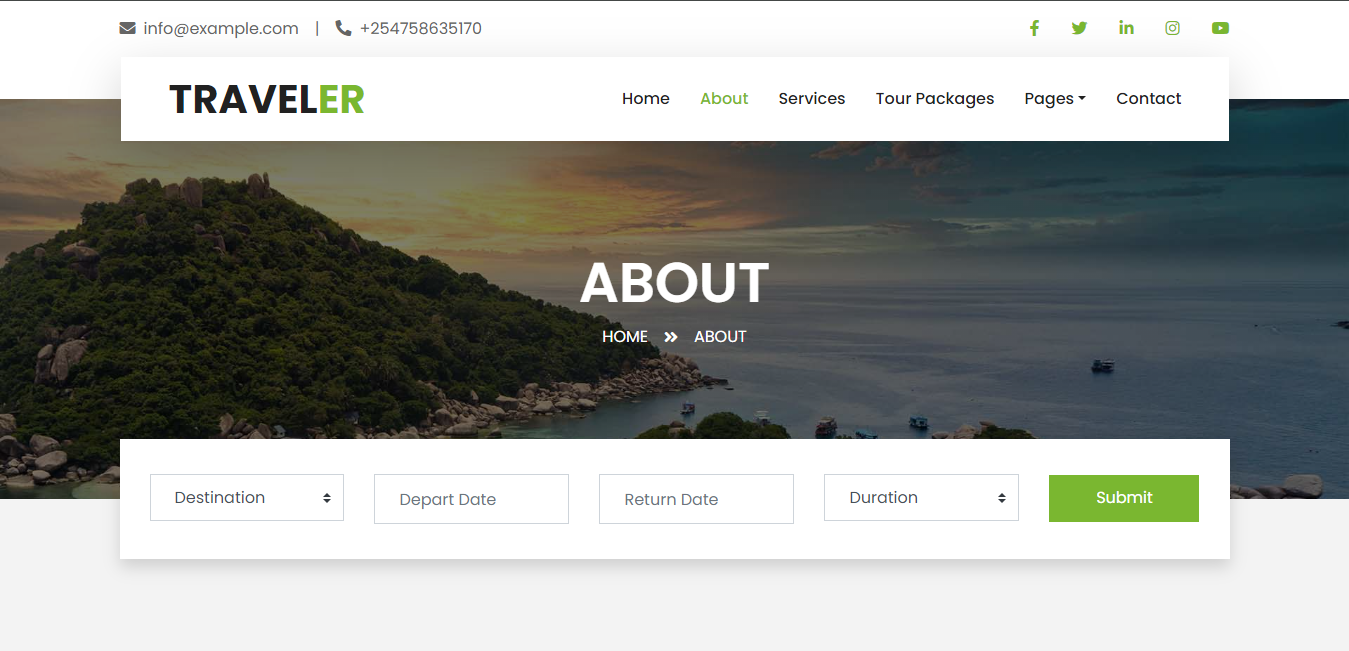 info@example.com | +254758635170
TRAVELER
Home About Services Tour Packages Pages Contact
ABOUT
HOME » ABOUT
Destination Depart Date Return Date Duration Submit